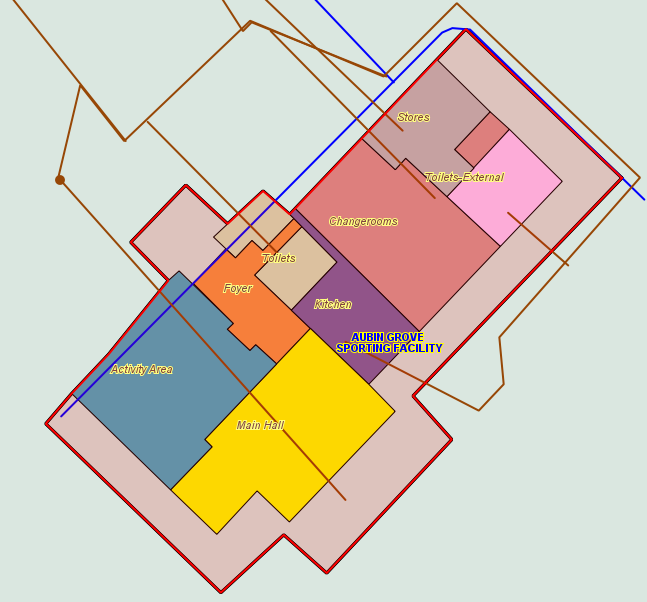 Stores
Toilets-External
Changerooms
Toilets
Foyer
Kitchen
AUBIN GROVE
SPORTING FACILITY
Activity Area
Main Hall